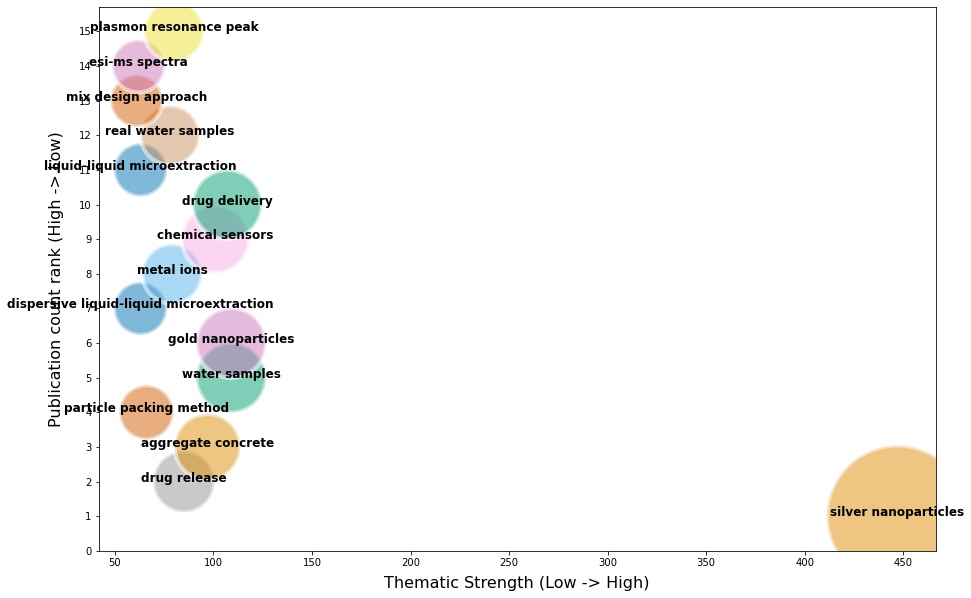 15
plasmon resonance peak
14
esi-ms spectra
13
mix design approach
12
real water samples
11
liquid-liquid microextraction
10
drug delivery
9
chemical sensors
8
metal ions
7
dispersive liquid-liquid microextraction
6
gold nanoparticles
5
water samples
4
particle packing method
3
aggregate concrete
2
drug release
1
silver nanoparticles
0
Publication count rank (High -> Low)
50 100 150 200 250 300 350 400 450
Thematic Strength (Low -> High)